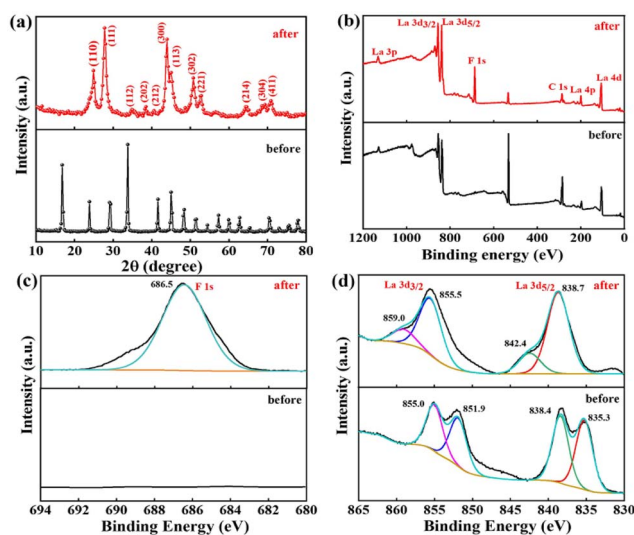 (a)
after
(110)
(111)
(112)
(202)
(212)
(300)
(113)
(302)
(221)
(214)
(304)
(411)
before
Intensity (a.u.)
10 20 30 40 50 60 70 80
2θ (degree)
(b)
La 3d3/2
La 3d5/2
after
La 3p
F 1s
C 1s
La 4p
La 4d
before
Intensity (a.u.)
1200 1000 800 600 400 200 0
Binding energy (eV)
(c)
after
686.5
F 1s
before
Intensity (a.u.)
694 692 690 688 686 684 682 680
Binding Energy (eV)
(d)
La 3d3/2
La 3d5/2
after
859.0
855.5
842.4
838.7
before
855.0
851.9
838.4
835.3
Intensity (a.u.)
865 860 855 850 845 840 835 830
Binding Energy (eV)